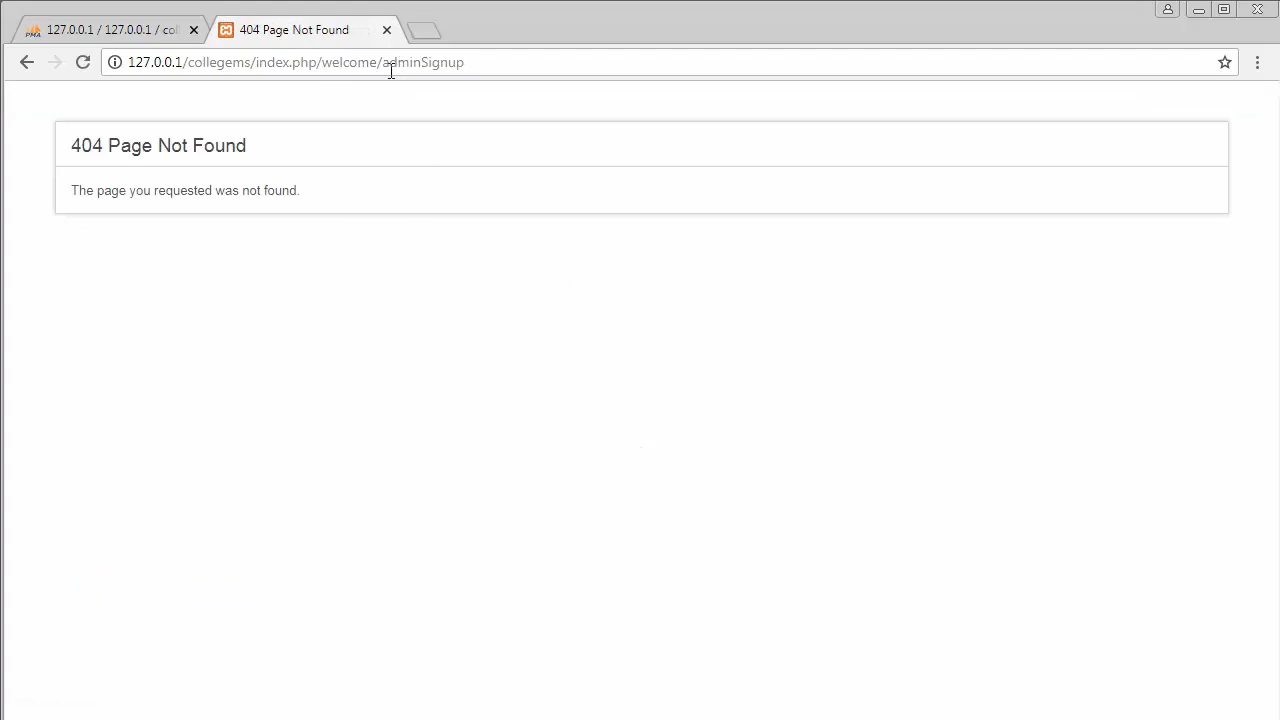 127.0.0.1 / 127.0.0.1 / col
404 Page Not Found
127.0.0.1/collegems/index.php/welcome/adminSignup
404 Page Not Found
The page you requested was not found.